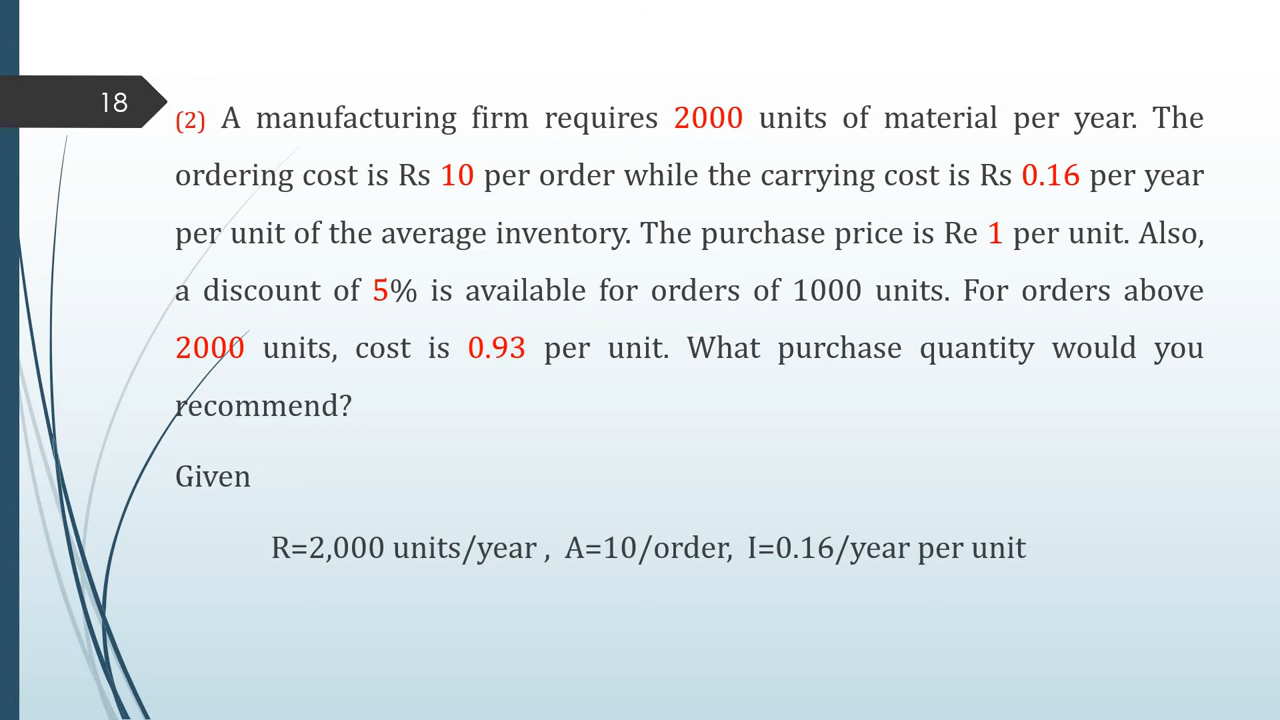 18
(2) A manufacturing firm requires 2000 units of material per year. The
ordering cost is Rs 10 per order while the carrying cost is Rs 0.16 per year
per unit of the average inventory. The purchase price is Re 1 per unit. Also,
a discount of 5% is available for orders of 1000 units. For orders above
2000 units, cost is 0.93 per unit. What purchase quantity would you
recommend?
Given
R=2,000 units/year , A=10/order, I=0.16/year per unit